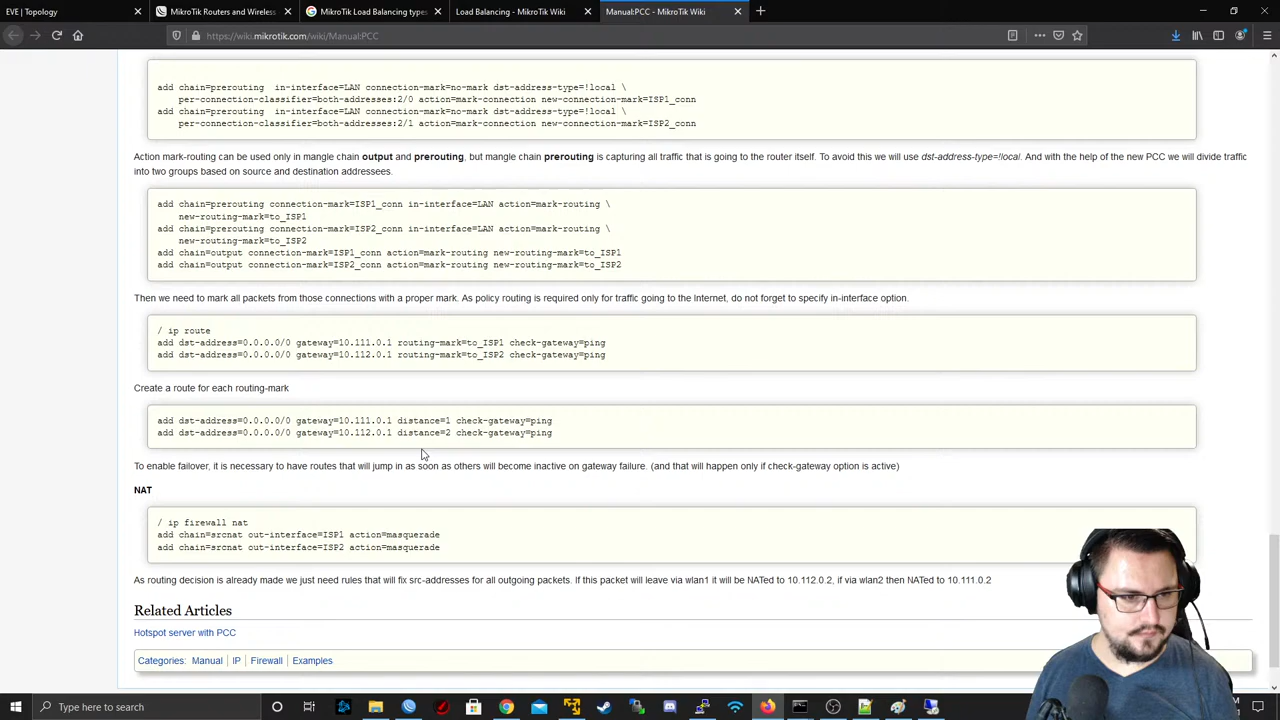 EVE | Topology
MikroTik Routers and Wireless
MikroTik Load Balancing types
Load Balancing - MikroTik Wiki
Manual:PCC - MikroTik Wiki
https://wiki.mikrotik.com/wiki/Manual:PCC
add chain=prerouting  in-interface=LAN connection-mark=no-mark dst-address-type=!local \
per-connection-classifier=both-addresses:2/0 action=mark-connection new-connection-mark=ISP1_conn
add chain=prerouting  in-interface=LAN connection-mark=no-mark dst-address-type=!local \
per-connection-classifier=both-addresses:2/1 action=mark-connection new-connection-mark=ISP2_conn
Action mark-routing can be used only in mangle chain output and prerouting, but mangle chain prerouting is capturing all traffic that is going to the router itself. To avoid this we will use dst-address-type=!local. And with the help of the new PCC we will divide traffic
into two groups based on source and destination addressees.
add chain=prerouting connection-mark=ISP1_conn in-interface=LAN action=mark-routing \
new-routing-mark=to_ISP1
add chain=prerouting connection-mark=ISP2_conn in-interface=LAN action=mark-routing \
new-routing-mark=to_ISP2
add chain=output connection-mark=ISP1_conn action=mark-routing new-routing-mark=to_ISP1
add chain=output connection-mark=ISP2_conn action=mark-routing new-routing-mark=to_ISP2
Then we need to mark all packets from those connections with a proper mark. As policy routing is required only for traffic going to the Internet, do not forget to specify in-interface option.
/ ip route
add dst-address=0.0.0.0/0 gateway=10.111.0.1 routing-mark=to_ISP1 check-gateway=ping
add dst-address=0.0.0.0/0 gateway=10.112.0.1 routing-mark=to_ISP2 check-gateway=ping
Create a route for each routing-mark
add dst-address=0.0.0.0/0 gateway=10.111.0.1 distance=1 check-gateway=ping
add dst-address=0.0.0.0/0 gateway=10.112.0.1 distance=2 check-gateway=ping
To enable failover, it is necessary to have routes that will jump in as soon as others will become inactive on gateway failure. (and that will happen only if check-gateway option is active)
NAT
/ ip firewall nat
add chain=srcnat out-interface=ISP1 action=masquerade
add chain=srcnat out-interface=ISP2 action=masquerade
As routing decision is already made we just need rules that will fix src-addresses for all outgoing packets. If this packet will leave via wlan1 it will be NATed to 10.112.0.2, if via wlan2 then NATed to 10.111.0.2
Related Articles
Hotspot server with PCC
Categories: Manual | IP | Firewall | Examples
Type here to search